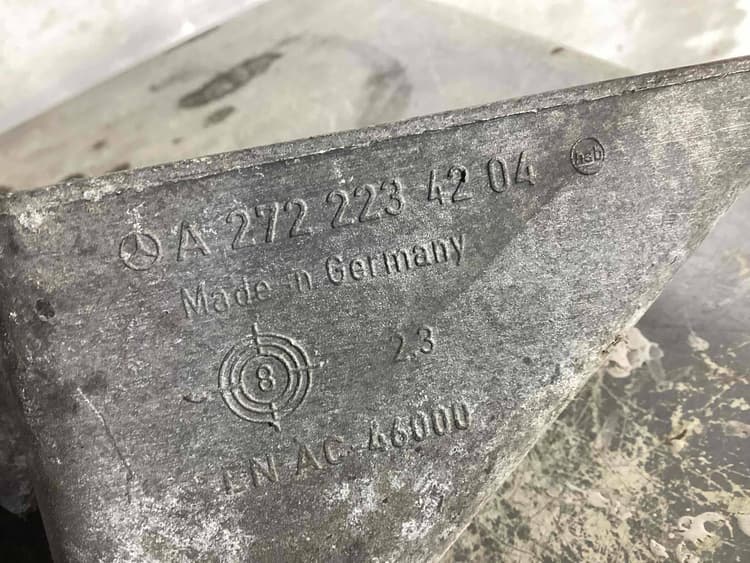 A 272 223 42 04 hsb
Made in Germany
8 2.3
EN AC-46000